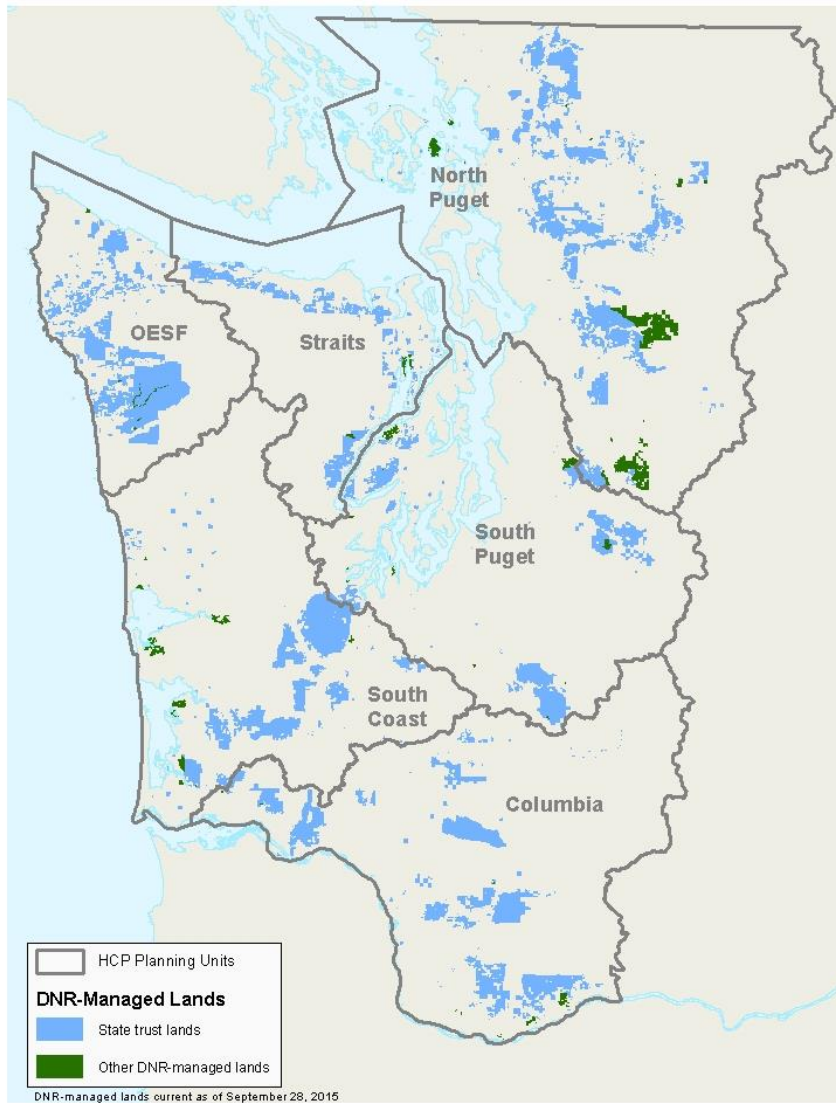 North
Puget
OESF
Straits
South
Puget
South
Coast
Columbia
HCP Planning Units
DNR-Managed Lands
State trust lands
Other DNR-managed lands
DNR-managed lands current as of September 28, 2015